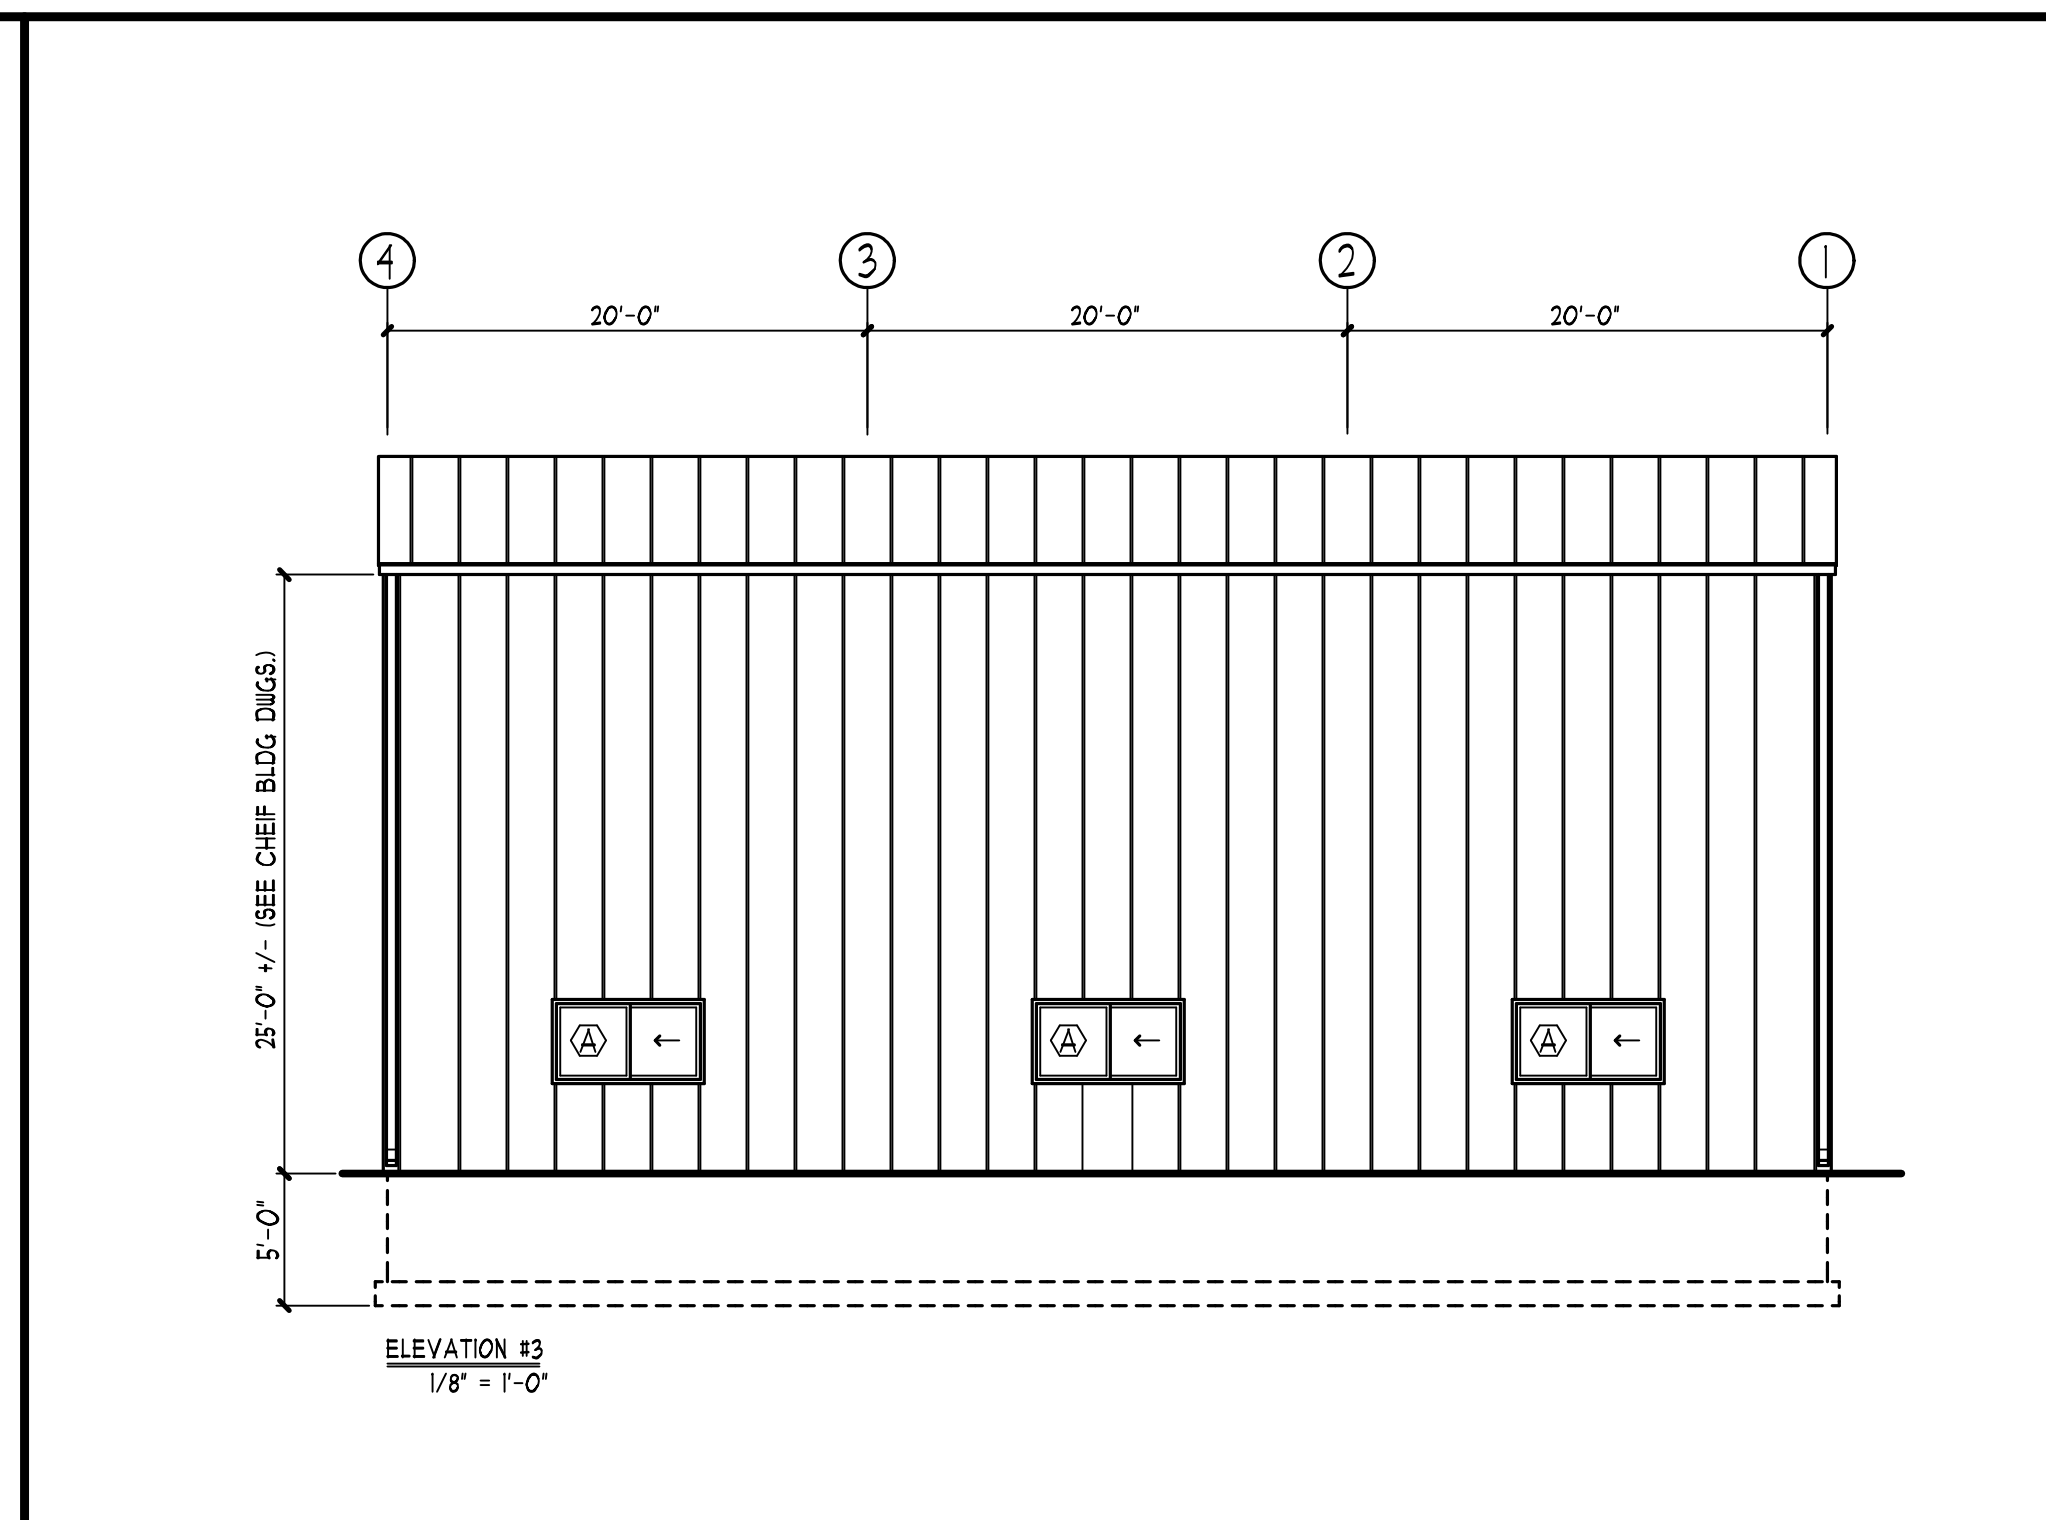 4 3 2 1
20'-0" 20'-0" 20'-0"
25'-0" +/- (SEE CHEIF BLDG DWGS.)
A A A
5'-0"
ELEVATION #3
1/8" = 1'-0"